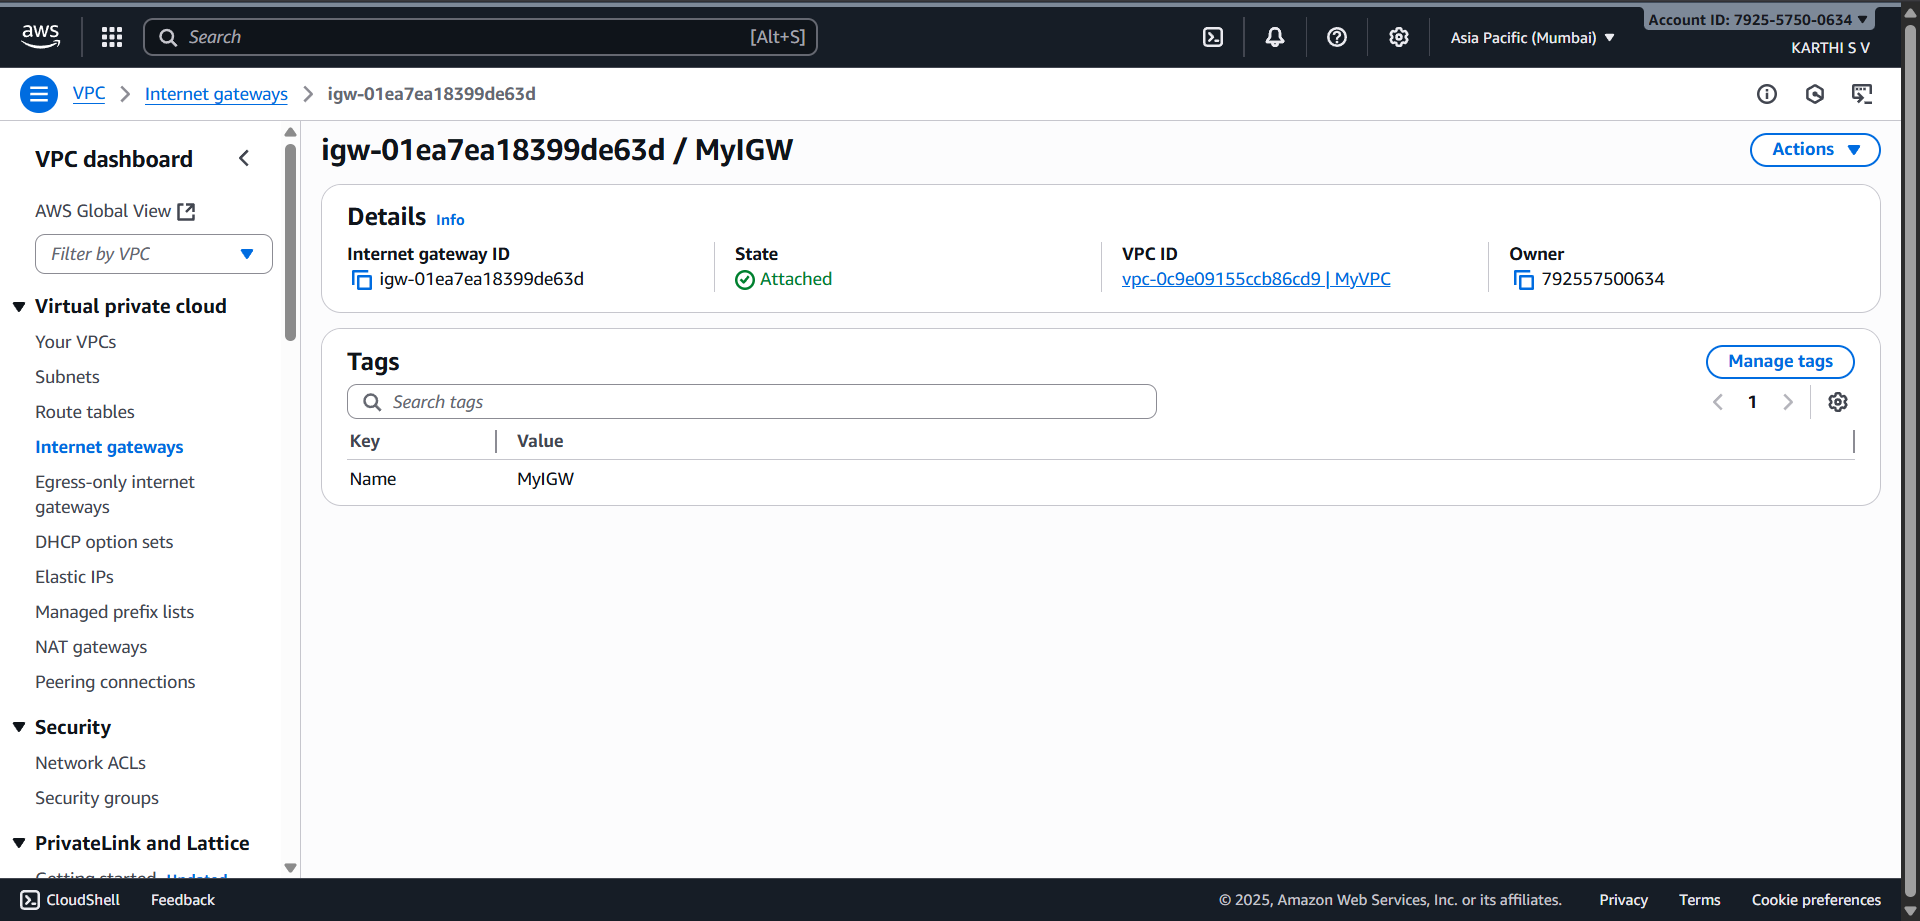 aws
Search [Alt+S]
Asia Pacific (Mumbai)
Account ID: 7925-5750-0634
KARTHI S V
VPC
Internet gateways
igw-01ea7ea18399de63d
VPC dashboard
AWS Global View
Filter by VPC
Virtual private cloud
Your VPCs
Subnets
Route tables
Internet gateways
Egress-only internet
gateways
DHCP option sets
Elastic IPs
Managed prefix lists
NAT gateways
Peering connections
Security
Network ACLs
Security groups
PrivateLink and Lattice
Getting started Updated
igw-01ea7ea18399de63d / MyIGW
Actions
Details Info
Internet gateway ID
igw-01ea7ea18399de63d
State
Attached
VPC ID
vpc-0c9e09155ccb86cd9 | MyVPC
Owner
792557500634
Tags
Manage tags
Search tags
1
Key Value
Name MyIGW
CloudShell
Feedback
© 2025, Amazon Web Services, Inc. or its affiliates.
Privacy
Terms
Cookie preferences